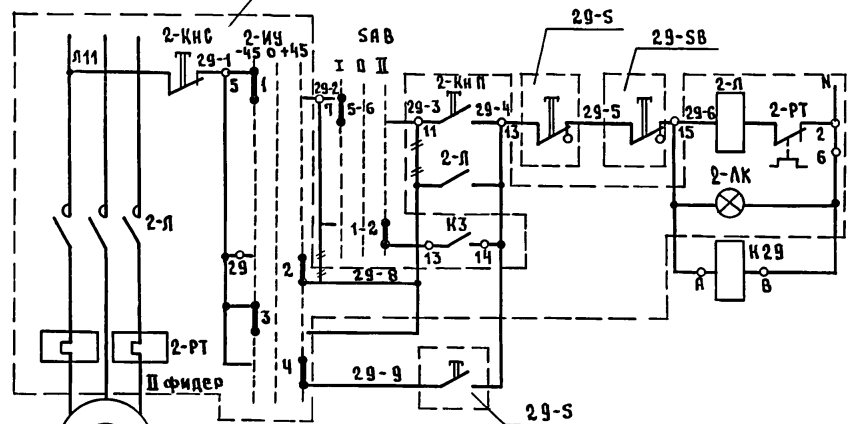 29-S
2-КнС
2-ИУ
SAB
29-SB
Л11
29-1
-45 0 +45
I 0 II
2-КнП
2-Л
N
5
1
29-2
7
5-6
29-3
11
29-4
13
29-5
15
29-6
2-РТ
2
6
2-Л
2-ЛК
2-Л
1-2
К3
13
14
29
2
29-8
К29
А
В
3
2-РТ
4
II фидер
29-9
29-S